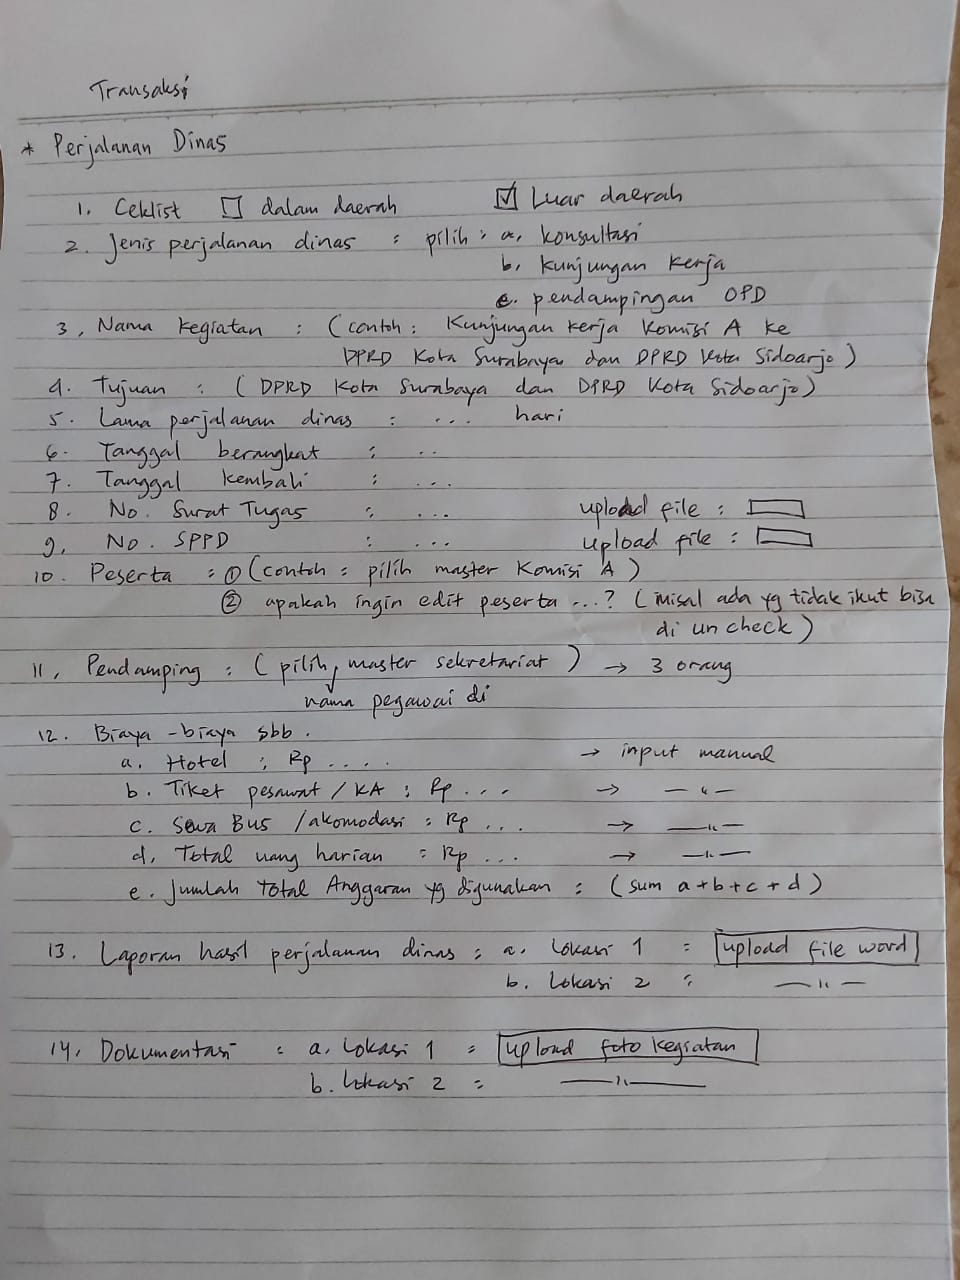 Transaksi
* Perjalanan Dinas
1. Ceklist ☐ dalam daerah ☑ Luar daerah
2. Jenis perjalanan dinas : pilih : a. konsultasi
b. kunjungan kerja
c. pendampingan OPD
3. Nama kegiatan : (contoh : Kunjungan kerja Komisi A ke
DPRD Kota Surabaya dan DPRD Kota Sidoarjo)
4. Tujuan : (DPRD Kota Surabaya dan DPRD Kota Sidoarjo)
5. Lama perjalanan dinas : ... hari
6. Tanggal berangkat : ..
7. Tanggal kembali : ...
8. No. Surat Tugas : ... upload file :
9. No. SPPD : ... upload file :
10. Peserta : ① (contoh : pilih master Komisi A)
② apakah ingin edit peserta ...? (misal ada yg tidak ikut bisa
di un check)
11. Pendamping : (pilih, master sekretariat) → 3 orang
nama pegawai di
12. Biaya-biaya sbb.
a. Hotel : Rp .... → input manual
b. Tiket pesawat / KA : Rp ... → — " —
c. Sewa Bus / akomodasi : Rp ... → — " —
d. Total uang harian : Rp ... → — " —
e. Jumlah Total Anggaran yg digunakan : (sum a+b+c+d)
13. Laporan hasil perjalanan dinas : a. Lokasi 1 : upload file word
b. Lokasi 2 : — " —
14. Dokumentasi : a. Lokasi 1 : upload foto kegiatan
b. Lokasi 2 : — " —